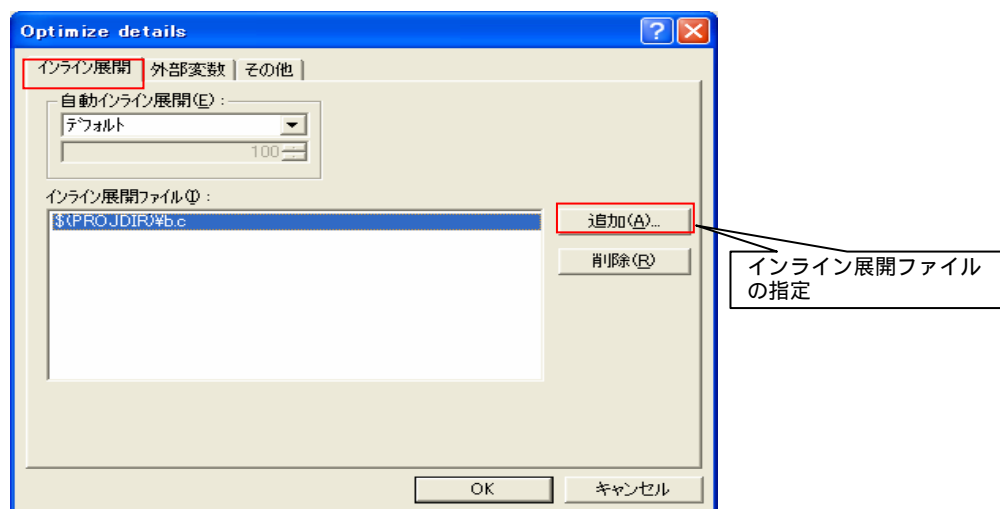 Optimize details
インライン展開 外部変数 その他
自動インライン展開(E) :
デフォルト
100
インライン展開ファイル(I) :
$(PROJDIR)¥b.c
追加(A)...
削除(R)
インライン展開ファイル
の指定
OK キャンセル